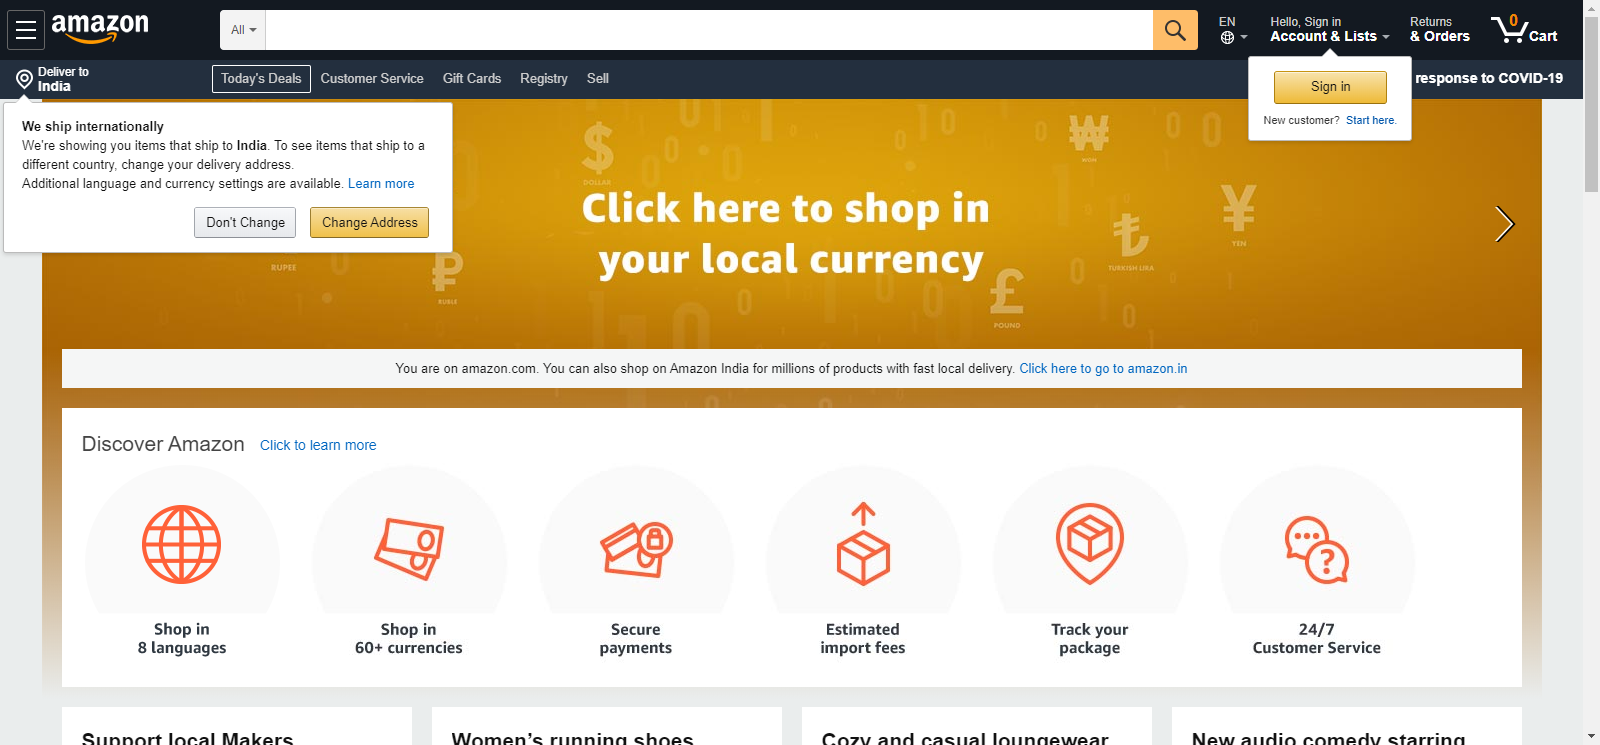 amazon
All
EN
Hello, Sign in
Account & Lists
Returns
& Orders
0
Cart
Deliver to
India
Today's Deals
Customer Service
Gift Cards
Registry
Sell
response to COVID-19
Sign in
New customer? Start here.
We ship internationally
We're showing you items that ship to India. To see items that ship to a
different country, change your delivery address.
Additional language and currency settings are available. Learn more
Don't Change
Change Address
DOLLAR
WON
YEN
TURKISH LIRA
RUPEE
RUBLE
POUND
Click here to shop in
your local currency
You are on amazon.com. You can also shop on Amazon India for millions of products with fast local delivery. Click here to go to amazon.in
Discover Amazon
Click to learn more
Shop in
8 languages
Shop in
60+ currencies
Secure
payments
Estimated
import fees
Track your
package
24/7
Customer Service
Support local Makers
Women's running shoes
Cozy and casual loungewear
New audio comedy starring